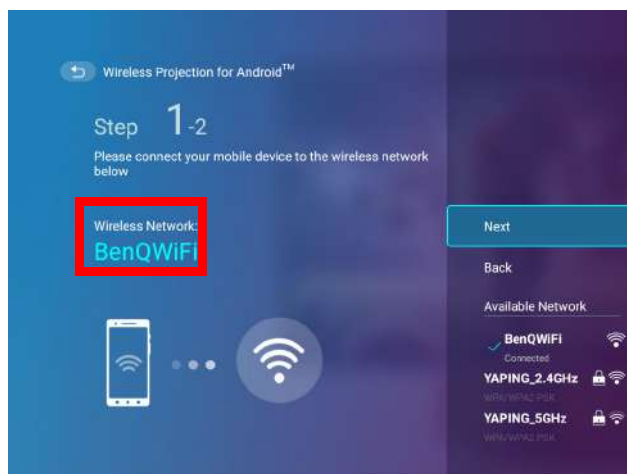 Wireless Projection for Android™
Step 1-2
Please connect your mobile device to the wireless network
below
Wireless Network:
BenQWiFi
Next
Back
Available Network
BenQWiFi
Connected
YAPING_2.4GHz
WPA/WPA2 PSK
YAPING_5GHz
WPA/WPA2 PSK